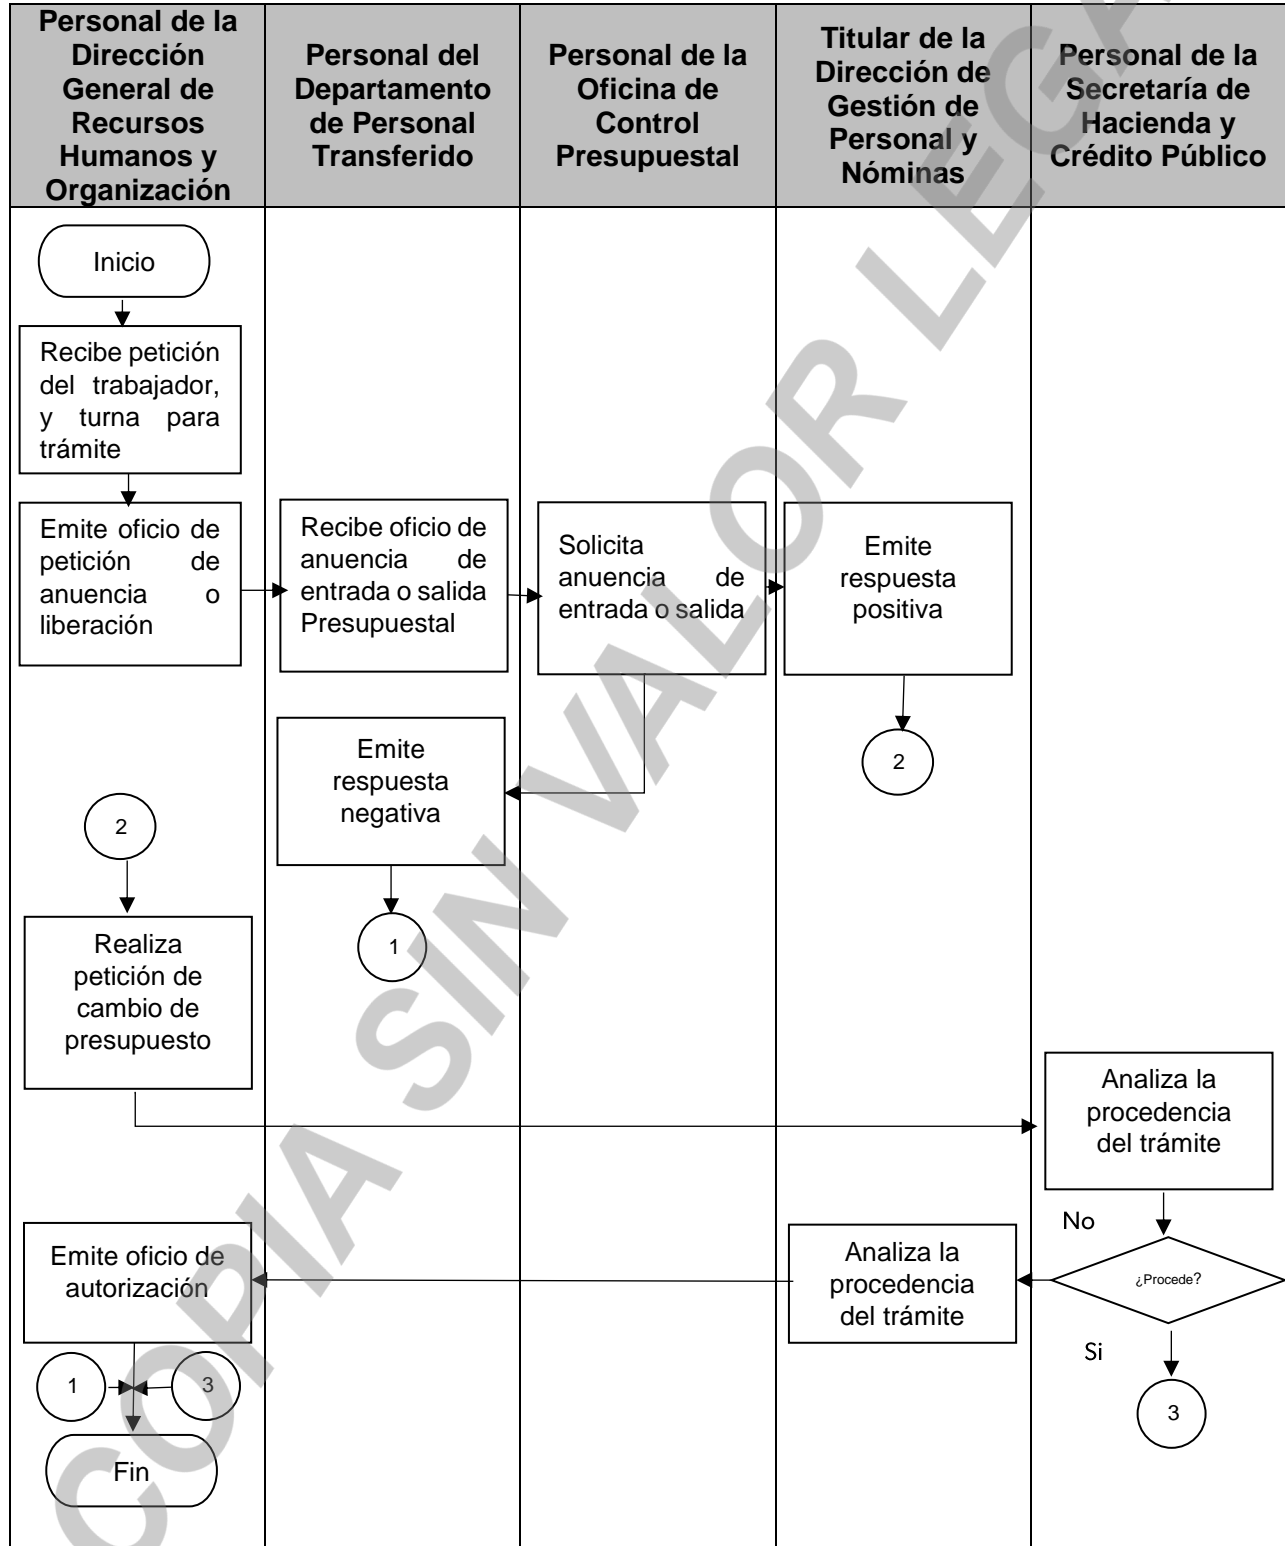 Personal de la
Dirección
General de
Recursos
Humanos y
Organización
Personal del
Departamento
de Personal
Transferido
Personal de la
Oficina de
Control
Presupuestal
Titular de la
Dirección de
Gestión de
Personal y
Nóminas
Personal de la
Secretaría de
Hacienda y
Crédito Público
Inicio
Recibe petición
del trabajador,
y turna para
trámite
Emite oficio de
petición de
anuencia o
liberación
Recibe oficio de
anuencia de
entrada o salida
Presupuestal
Solicita
anuencia de
entrada o salida
Emite
respuesta
positiva
2
Emite
respuesta
negativa
1
2
Realiza
petición de
cambio de
presupuesto
Analiza la
procedencia
del trámite
No
¿Procede?
Si
3
Analiza la
procedencia
del trámite
Emite oficio de
autorización
1
3
Fin
COPIA SIN VALOR LEGA